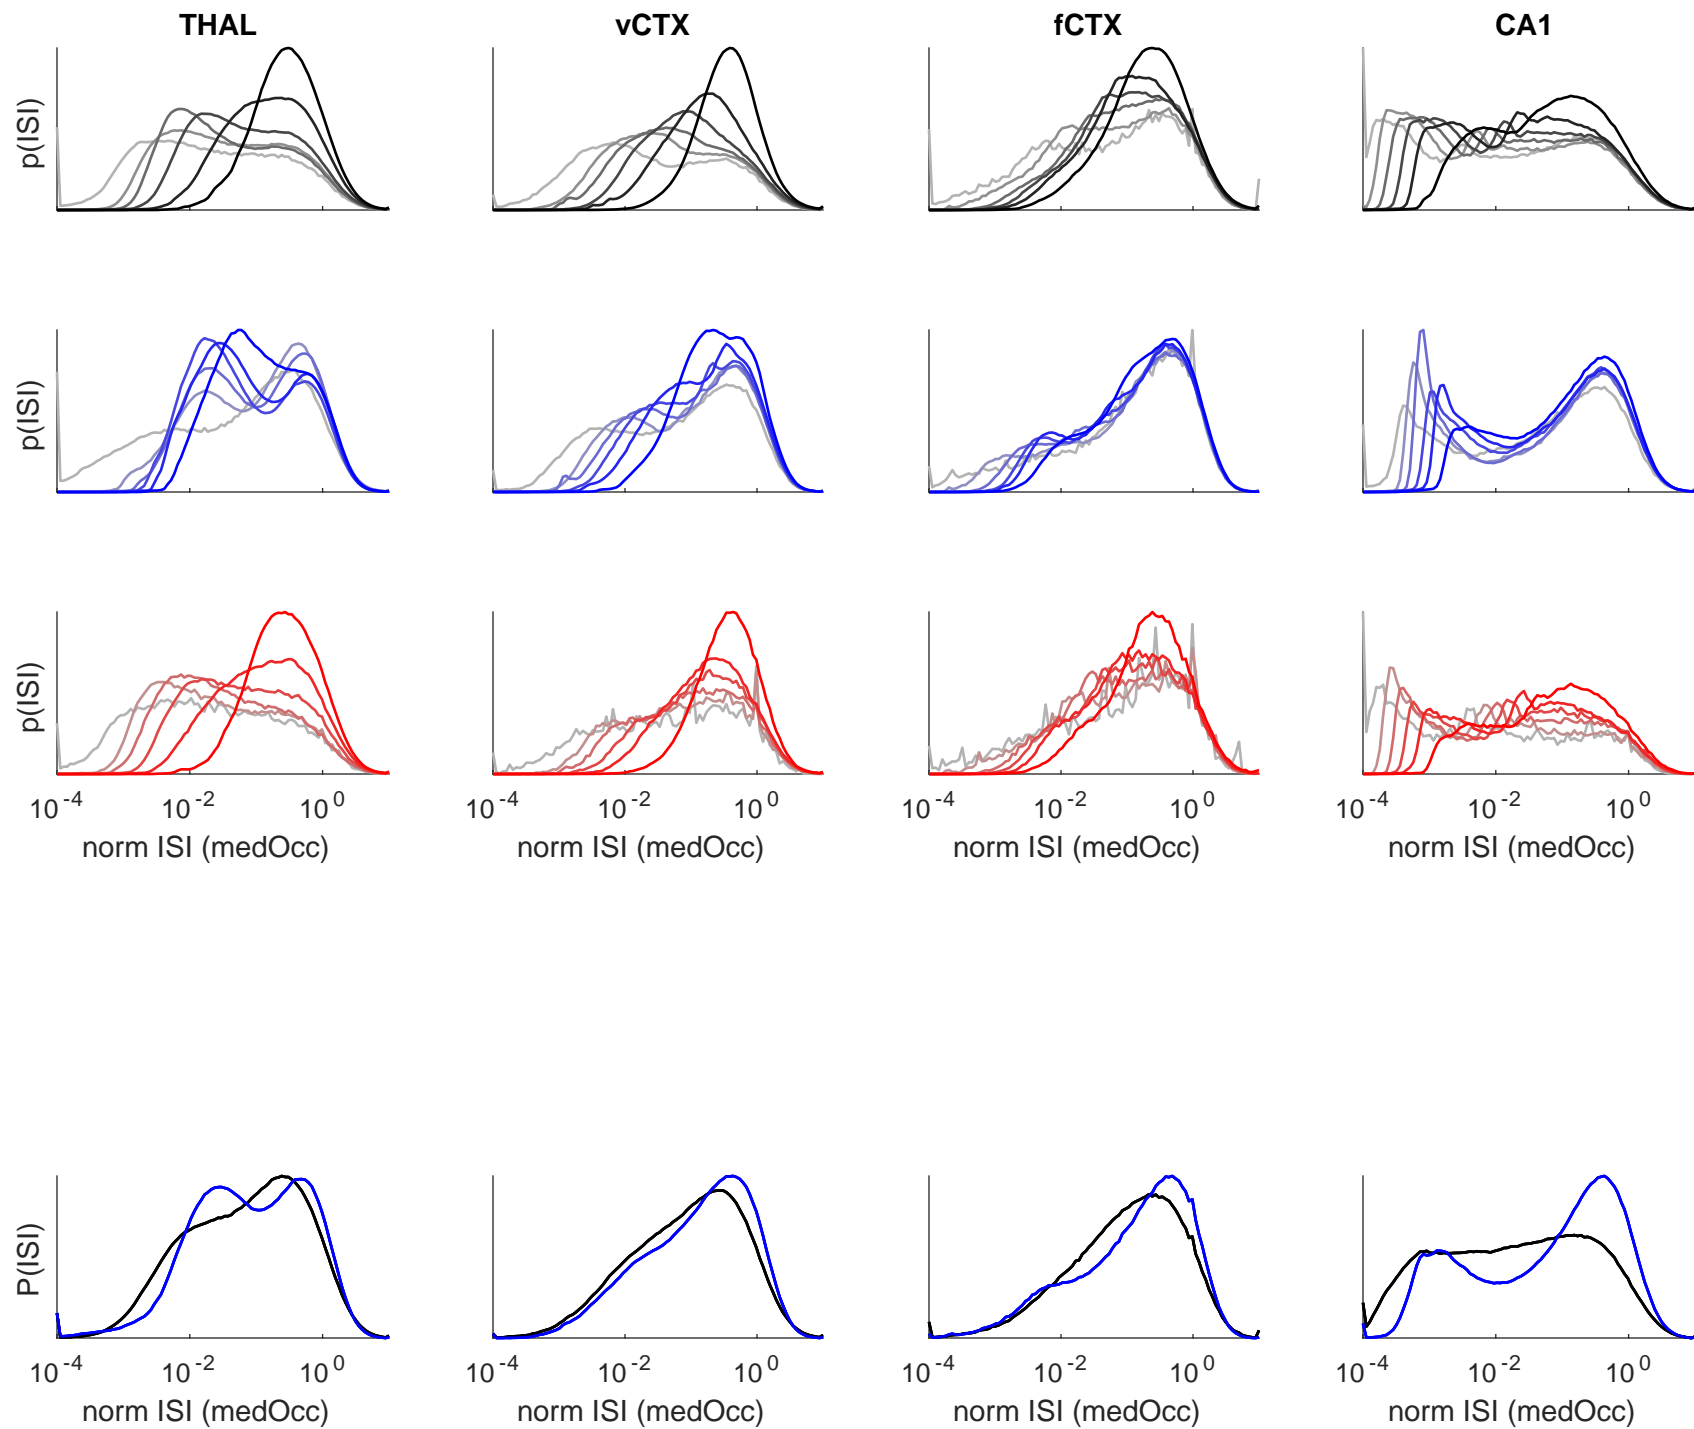 THAL vCTX fCTX CA1
p(ISI)
p(ISI)
p(ISI)
10^-4 10^-2 10^0 10^-4 10^-2 10^0 10^-4 10^-2 10^0 10^-4 10^-2 10^0
norm ISI (medOcc) norm ISI (medOcc) norm ISI (medOcc) norm ISI (medOcc)
P(ISI)
10^-4 10^-2 10^0 10^-4 10^-2 10^0 10^-4 10^-2 10^0 10^-4 10^-2 10^0
norm ISI (medOcc) norm ISI (medOcc) norm ISI (medOcc) norm ISI (medOcc)